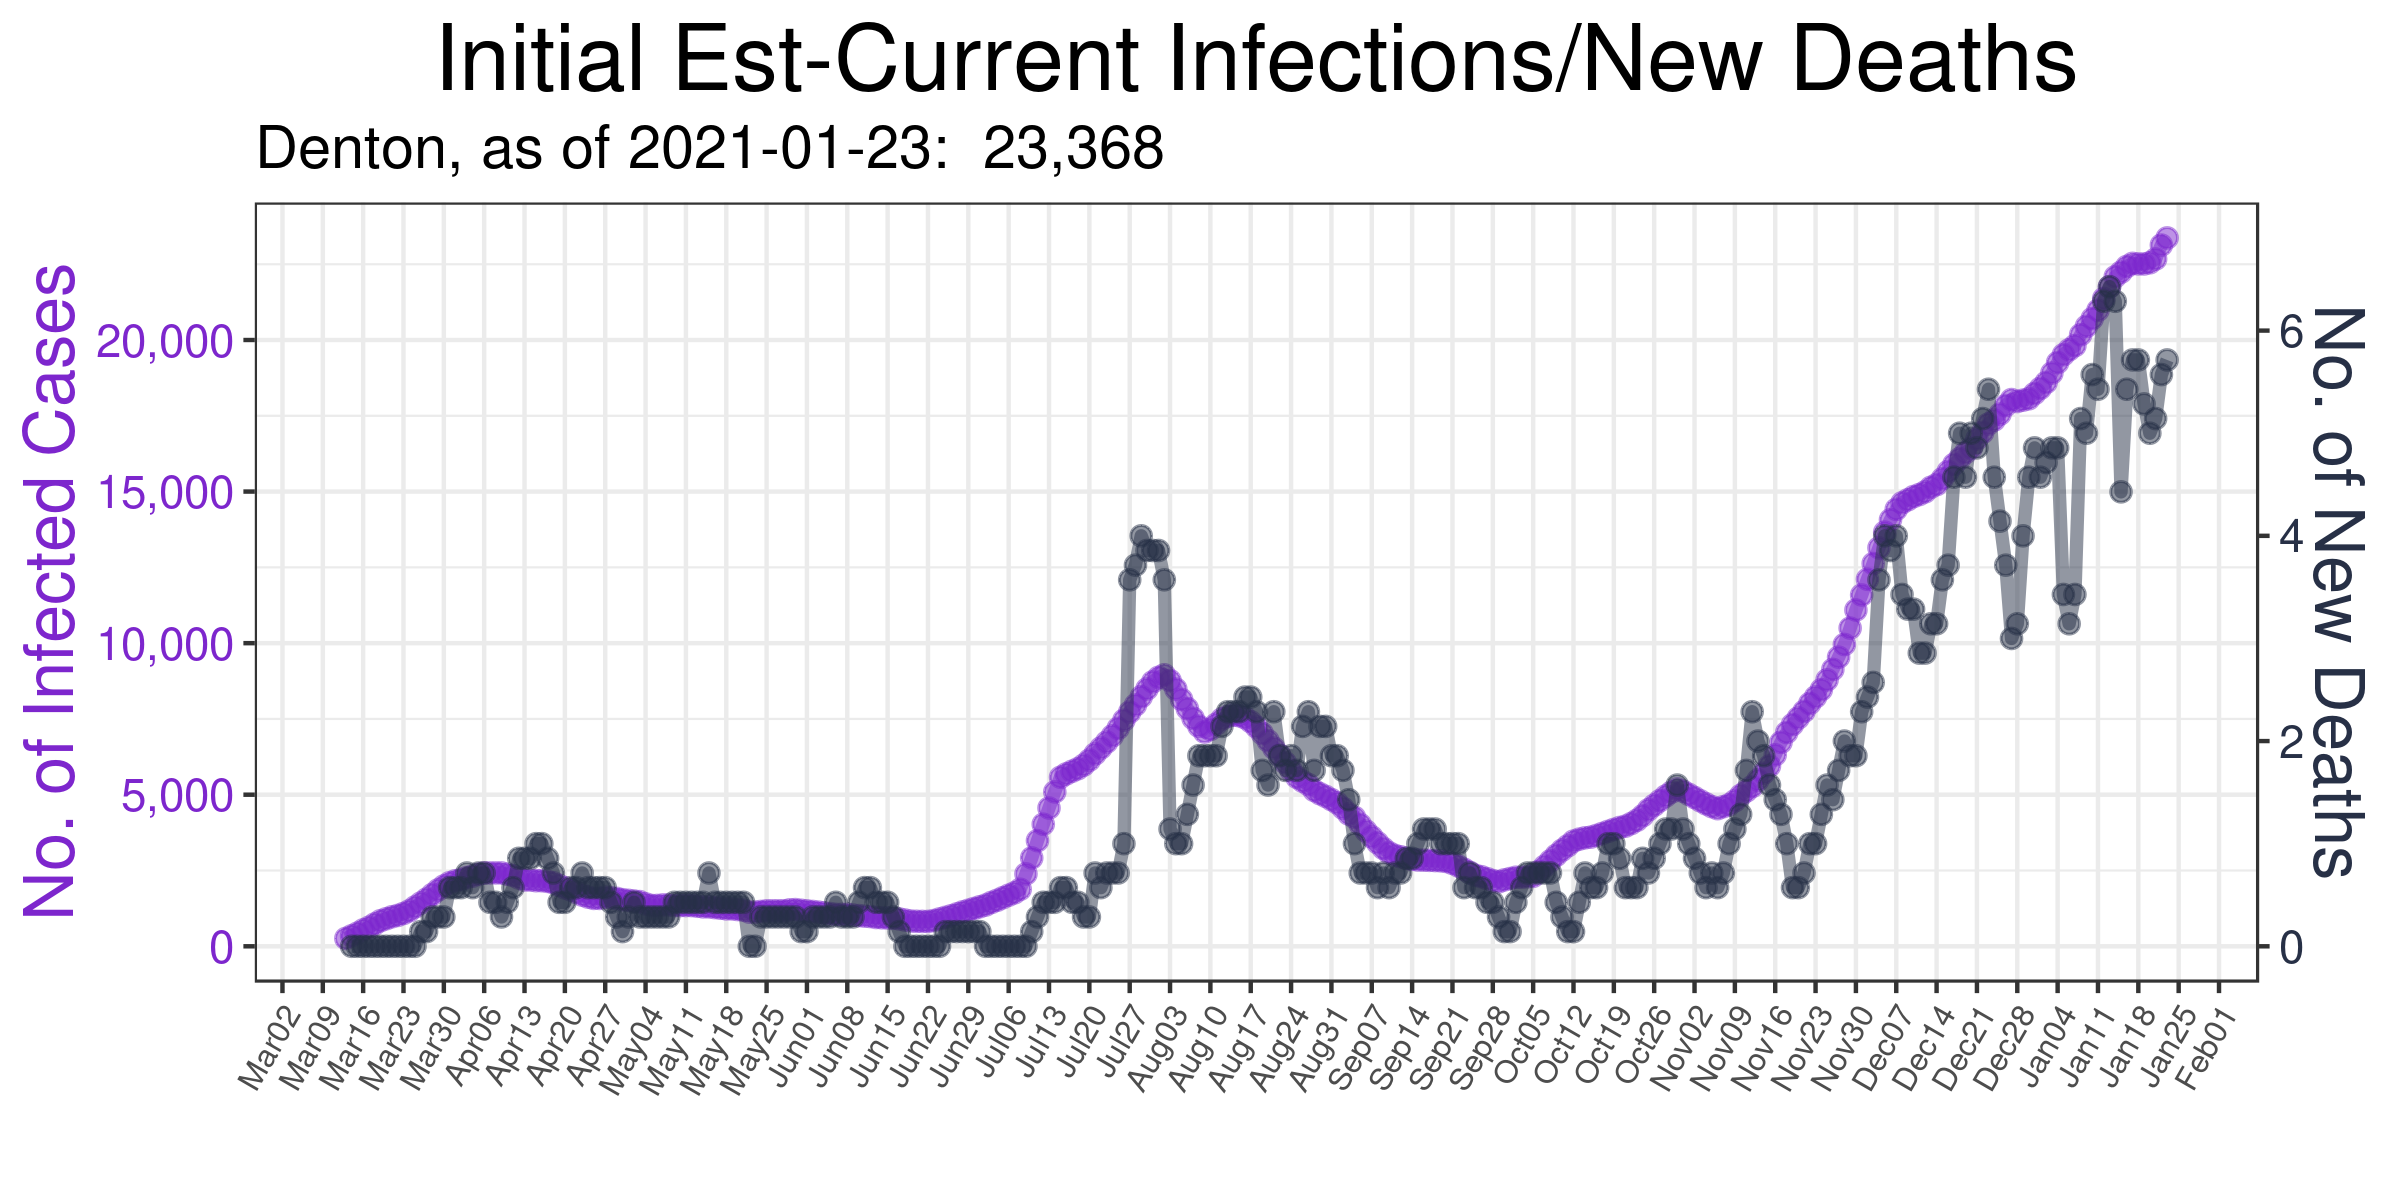 Initial Est-Current Infections/New Deaths
Denton, as of 2021-01-23:  23,368
No. of Infected Cases
20,000
15,000
10,000
5,000
0
6
4
2
0
No. of New Deaths
Mar02 Mar09 Mar16 Mar23 Mar30 Apr06 Apr13 Apr20 Apr27 May04 May11 May18 May25 Jun01 Jun08 Jun15 Jun22 Jun29 Jul06 Jul13 Jul20 Jul27 Aug03 Aug10 Aug17 Aug24 Aug31 Sep07 Sep14 Sep21 Sep28 Oct05 Oct12 Oct19 Oct26 Nov02 Nov09 Nov16 Nov23 Nov30 Dec07 Dec14 Dec21 Dec28 Jan04 Jan11 Jan18 Jan25 Feb01